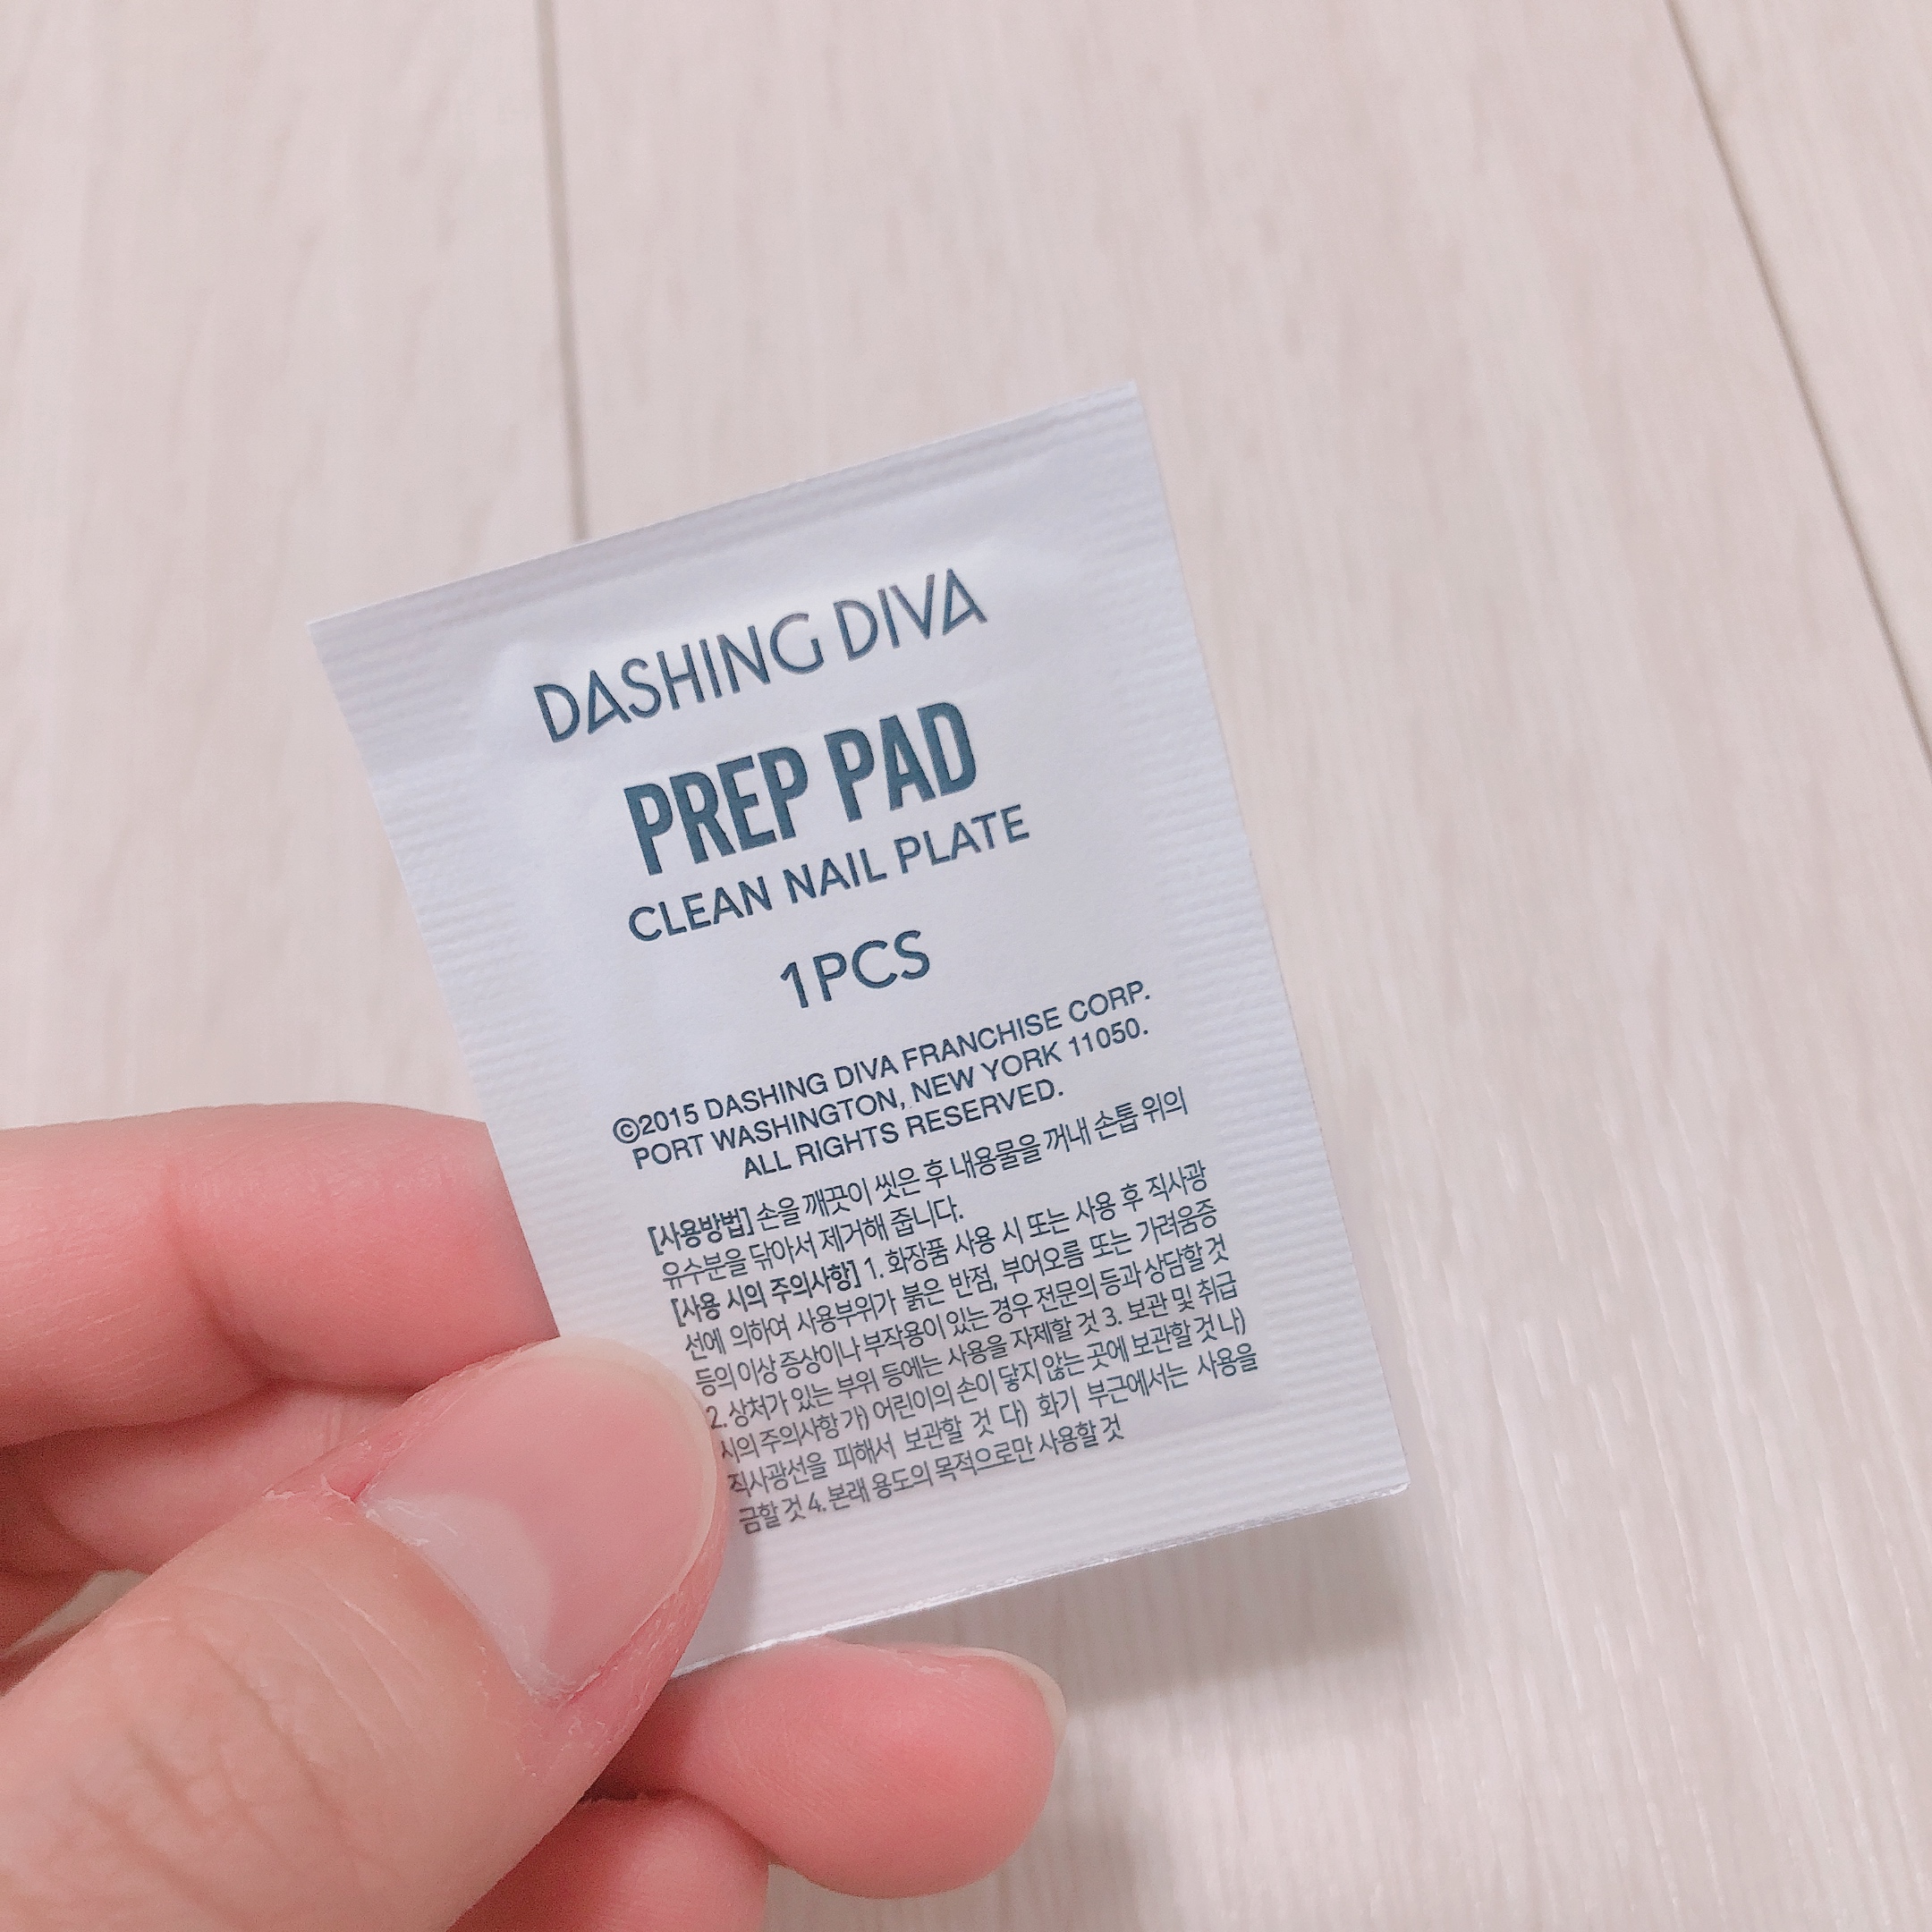 DASHING DIVA
PREP PAD
CLEAN NAIL PLATE
1PCS
©2015 DASHING DIVA FRANCHISE CORP.
PORT WASHINGTON, NEW YORK 11050.
ALL RIGHTS RESERVED.
[사용방법] 손을 깨끗이 씻은 후 내용물을 꺼내 손톱 위의
유수분을 닦아서 제거해 줍니다.
[사용 시의 주의사항] 1. 화장품 사용 시 또는 사용 후 직사광
선에 의하여 사용부위가 붉은 반점, 부어오름 또는 가려움증
등의 이상 증상이나 부작용이 있는 경우 전문의 등과 상담할 것
2. 상처가 있는 부위 등에는 사용을 자제할 것 3. 보관 및 취급
시의 주의사항 가) 어린이의 손이 닿지 않는 곳에 보관할 것 나)
직사광선을 피해서 보관할 것 다) 화기 부근에서는 사용을
금할 것 4. 본래 용도의 목적으로만 사용할 것